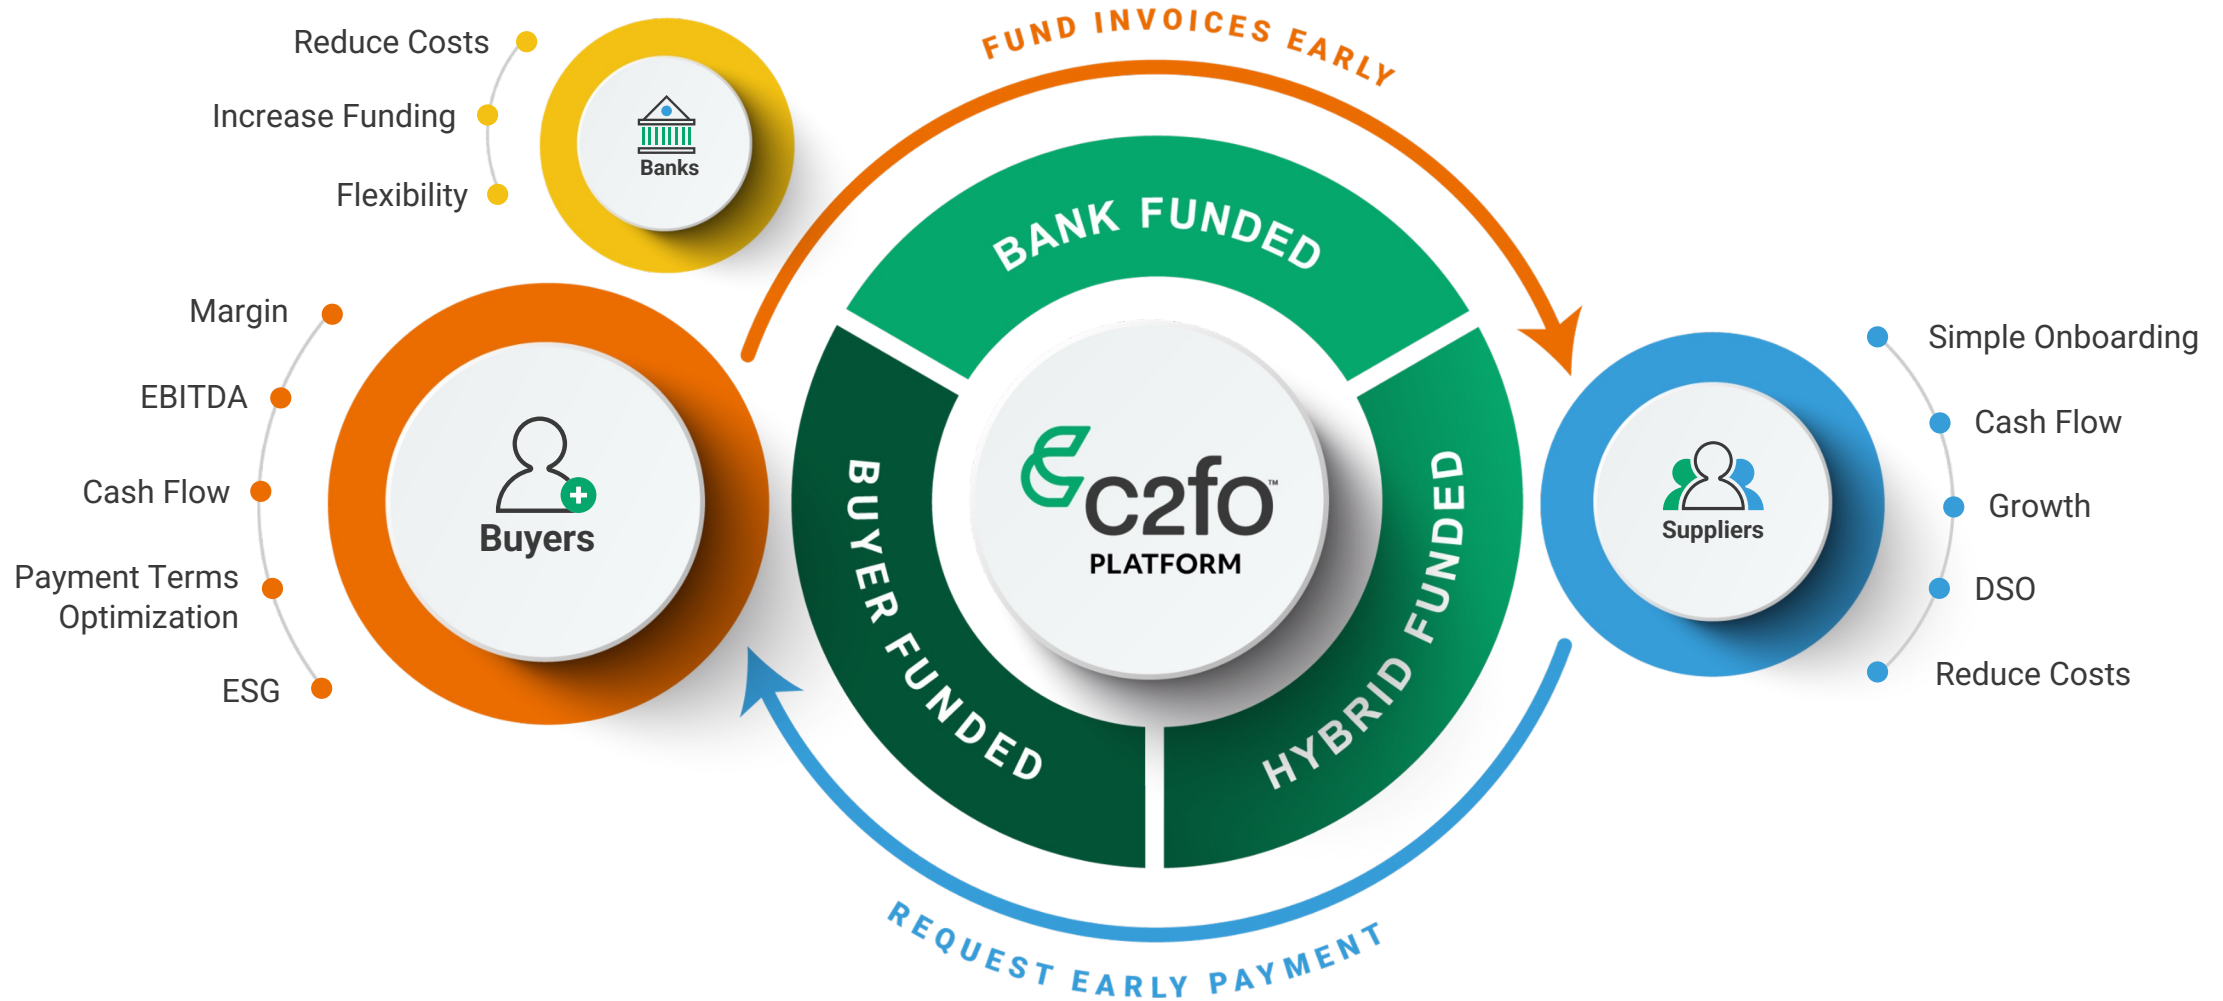 FUND INVOICES EARLY
Reduce Costs
Increase Funding
Flexibility
Banks
BANK FUNDED
Margin
EBITDA
Cash Flow
Payment Terms
Optimization
ESG
Buyers
BUYER FUNDED
c2fo™
PLATFORM
HYBRID FUNDED
Suppliers
Simple Onboarding
Cash Flow
Growth
DSO
Reduce Costs
REQUEST EARLY PAYMENT